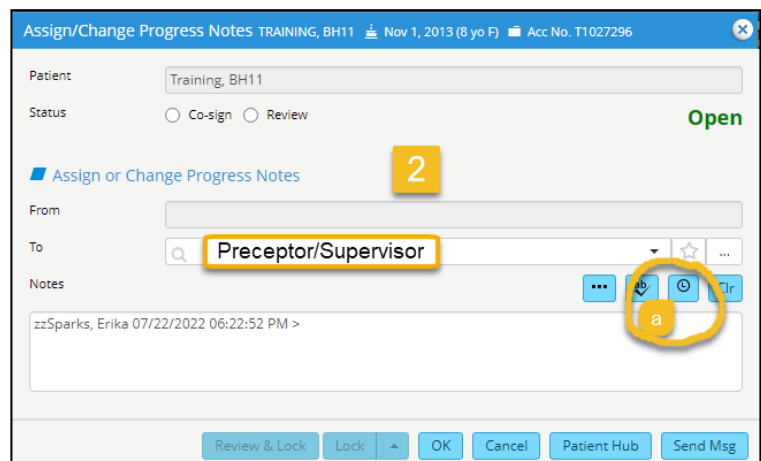 Assign/Change Progress Notes TRAINING, BH11 Nov 1, 2013 (8 yo F) Acc No. T1027296
Patient Training, BH11
Status Co-sign Review Open
2
Assign or Change Progress Notes
From
To Preceptor/Supervisor ...
Notes ••• ab Clr
a
zzSparks, Erika 07/22/2022 06:22:52 PM >
Review & Lock Lock OK Cancel Patient Hub Send Msg